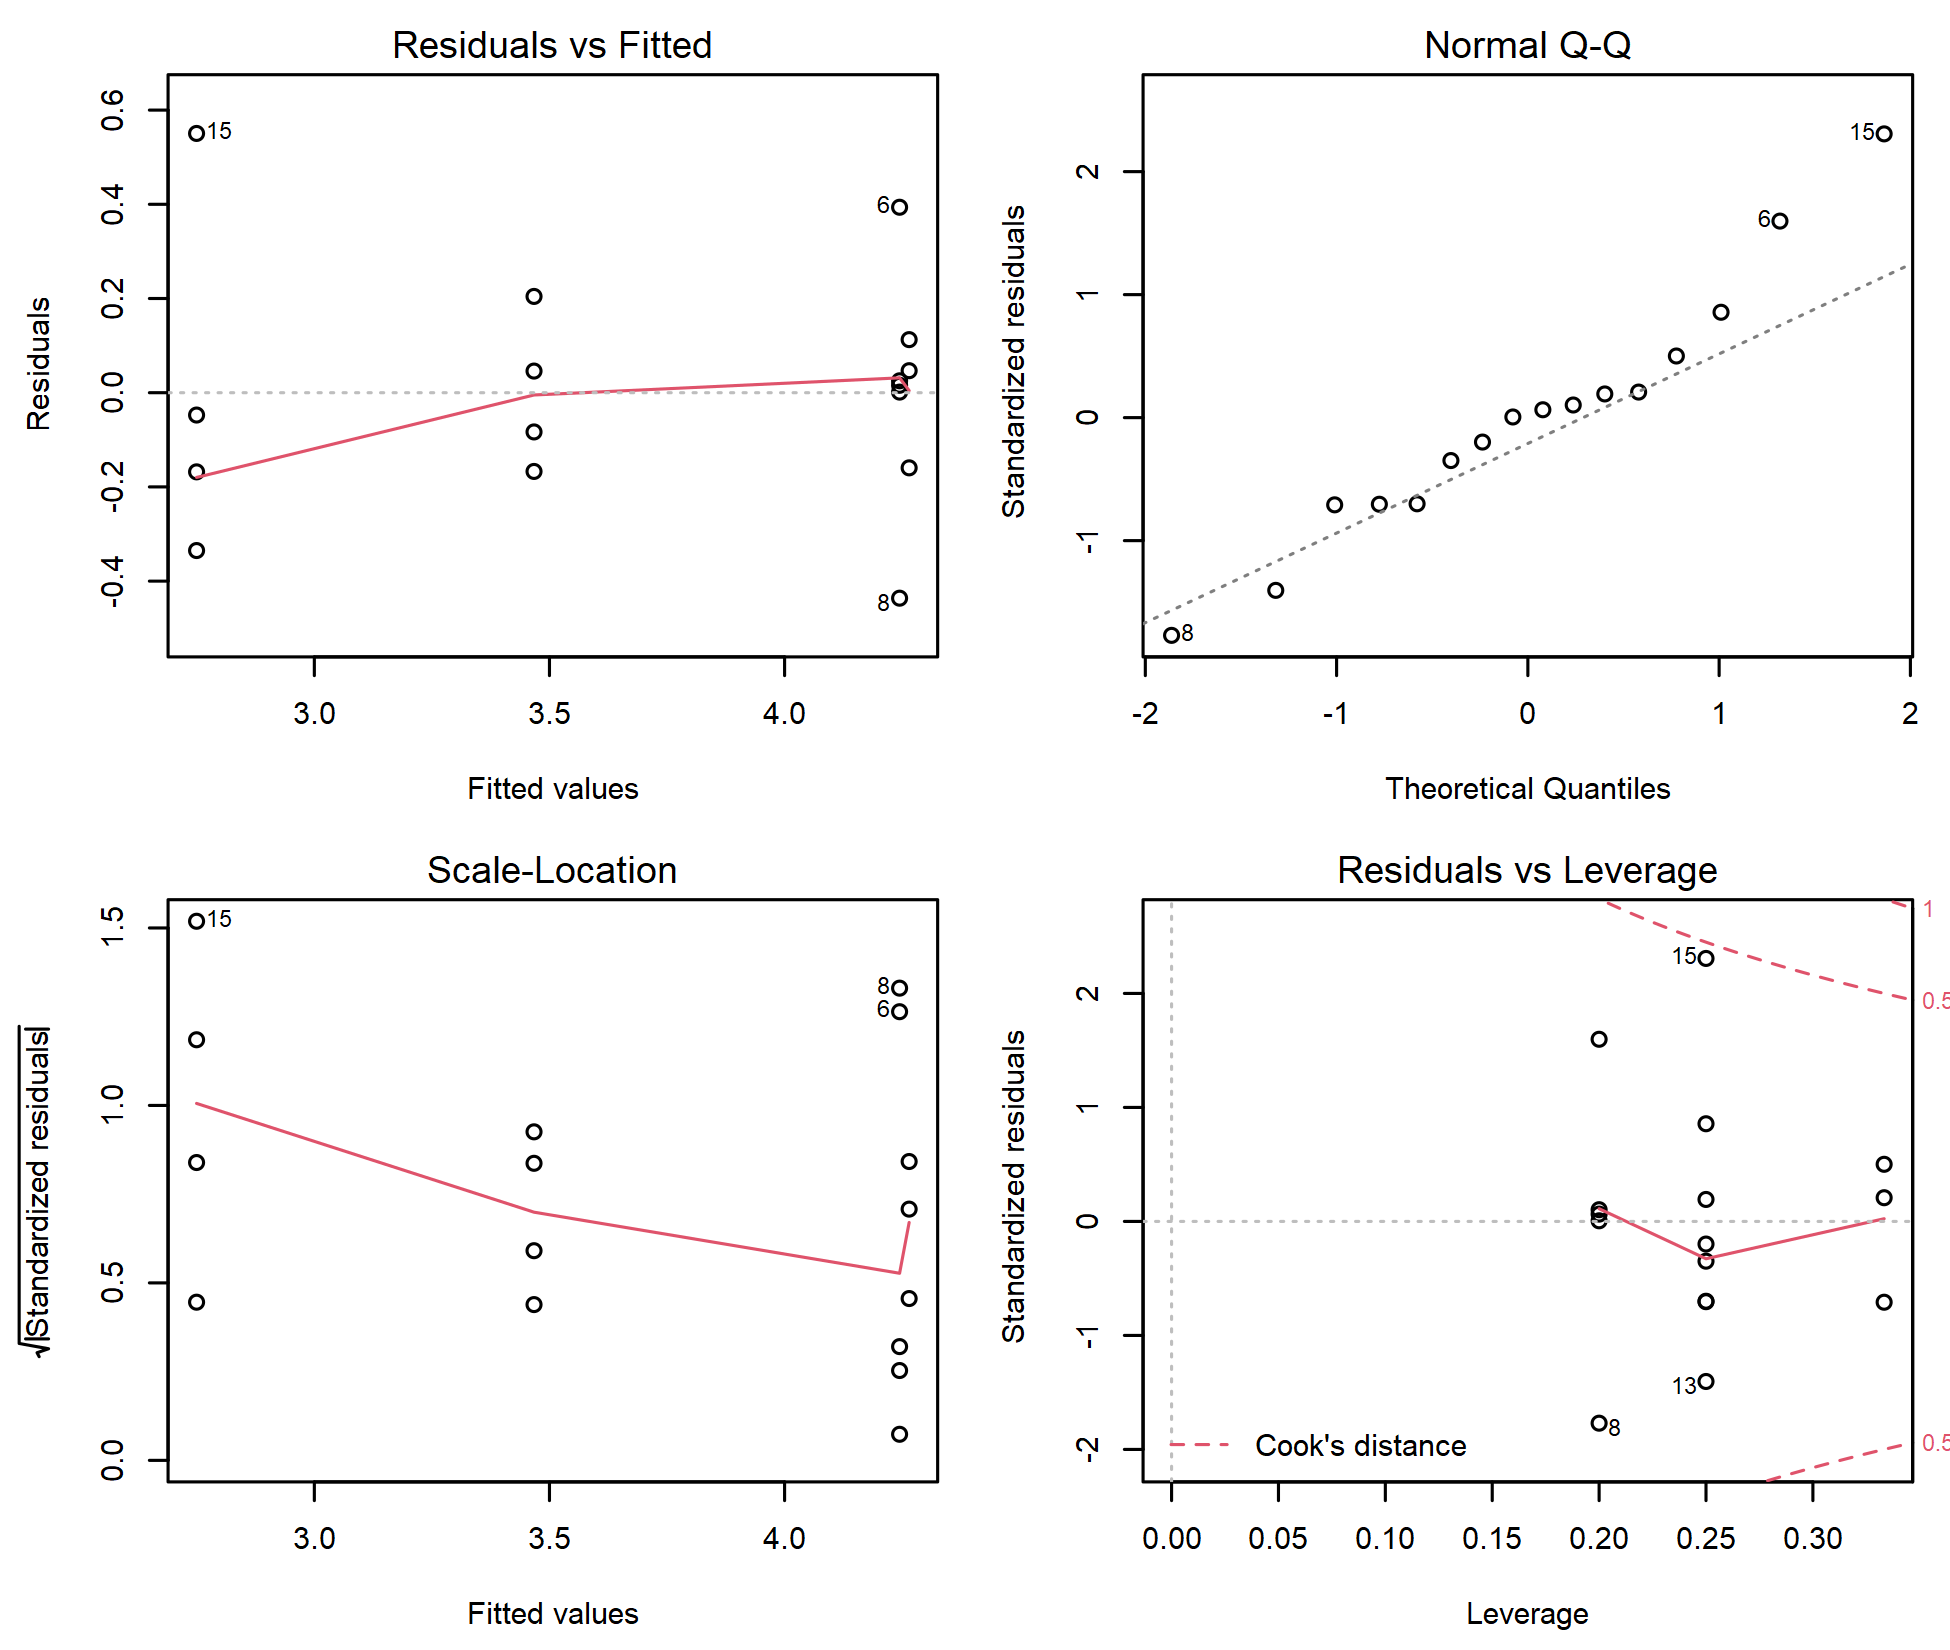 Residuals vs Fitted
Residuals
-0.4 -0.2 0.0 0.2 0.4 0.6
15
6
8
3.0 3.5 4.0
Fitted values
Normal Q-Q
Standardized residuals
-1 0 1 2
15
6
8
-2 -1 0 1 2
Theoretical Quantiles
Scale-Location
√|Standardized residuals|
0.0 0.5 1.0 1.5
15
8
6
3.0 3.5 4.0
Fitted values
Residuals vs Leverage
Standardized residuals
-2 -1 0 1 2
1
0.5
15
13
8
0.5
Cook's distance
0.00 0.05 0.10 0.15 0.20 0.25 0.30
Leverage